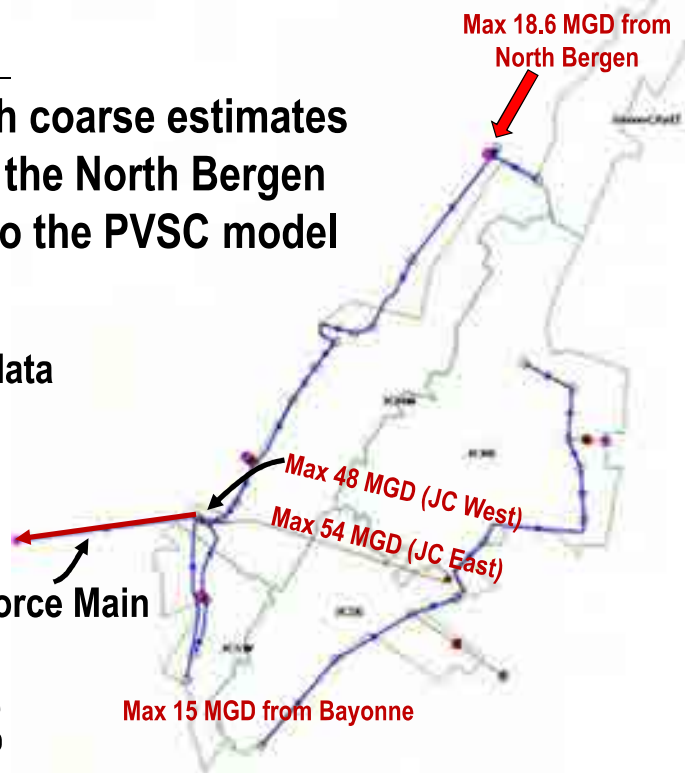 Max 18.6 MGD from
North Bergen
h coarse estimates
the North Bergen
o the PVSC model
data
Max 48 MGD (JC West)
Max 54 MGD (JC East)
orce Main
Max 15 MGD from Bayonne